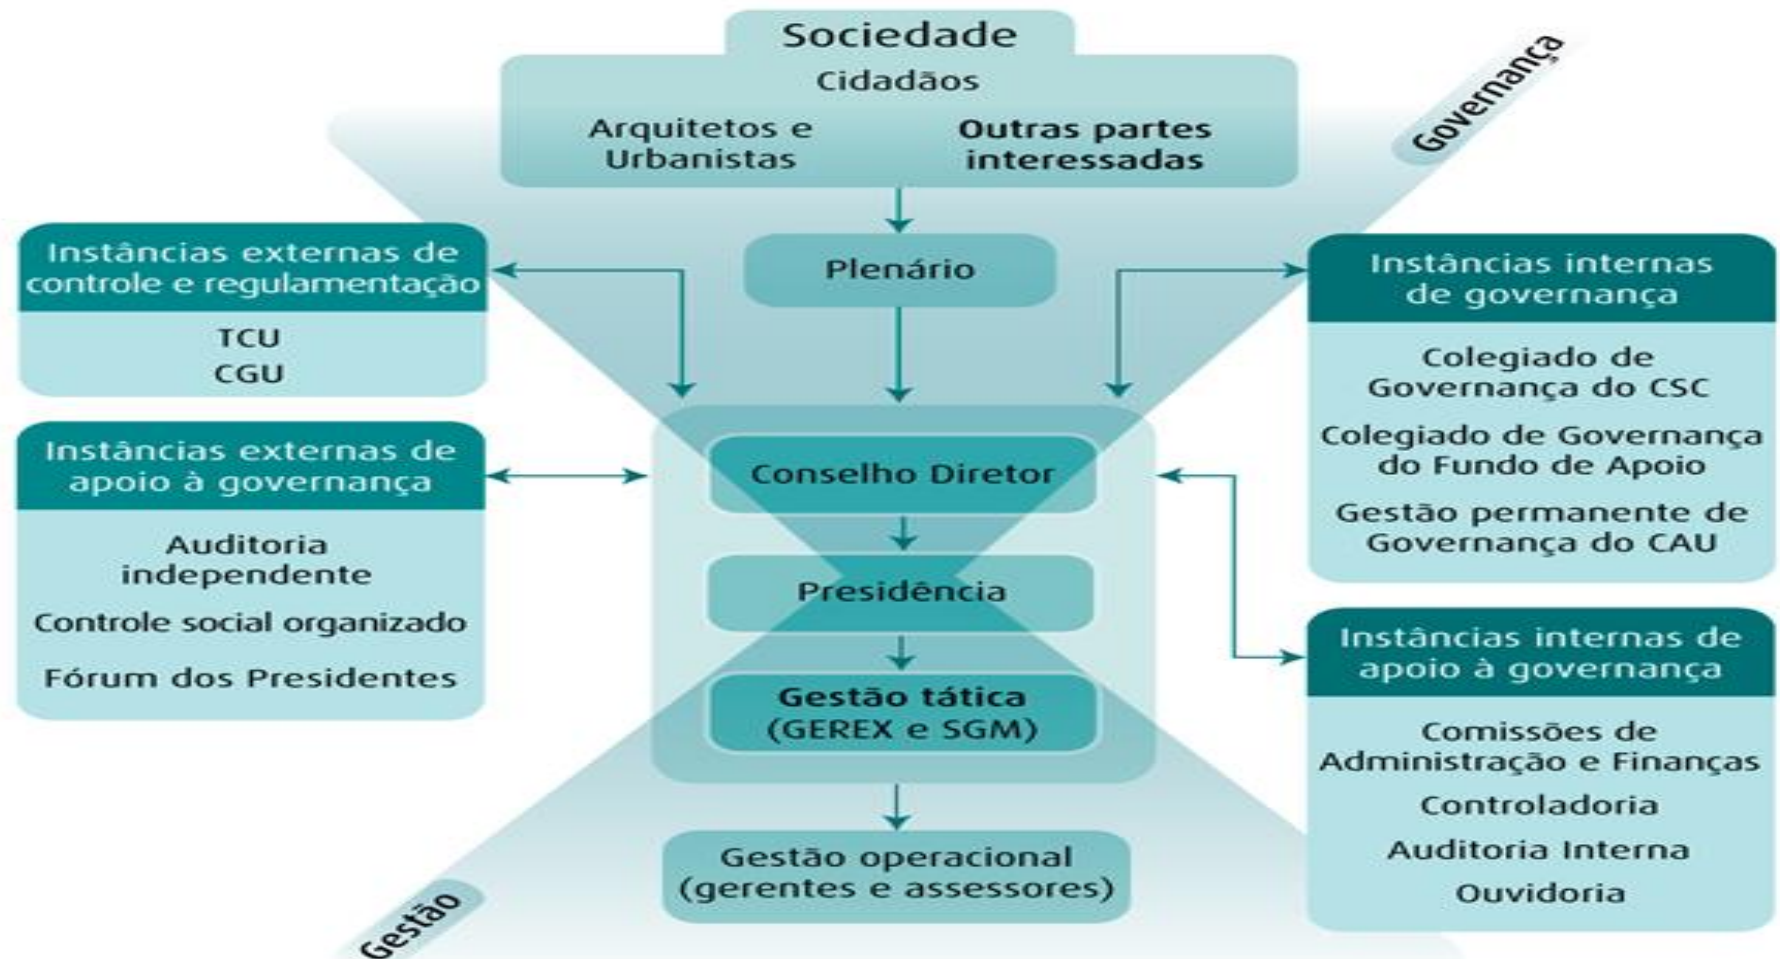 Sociedade
Cidadãos
Arquitetos e
Urbanistas
Outras partes
interessadas
Governança
Plenário
Instâncias externas de
controle e regulamentação
TCU
CGU
Instâncias externas de
apoio à governança
Auditoria
independente
Controle social organizado
Fórum dos Presidentes
Conselho Diretor
Presidência
Gestão tática
(GEREX e SGM)
Gestão operacional
(gerentes e assessores)
Gestão
Instâncias internas
de governança
Colegiado de
Governança do CSC
Colegiado de Governança
do Fundo de Apoio
Gestão permanente de
Governança do CAU
Instâncias internas de
apoio à governança
Comissões de
Administração e Finanças
Controladoria
Auditoria Interna
Ouvidoria